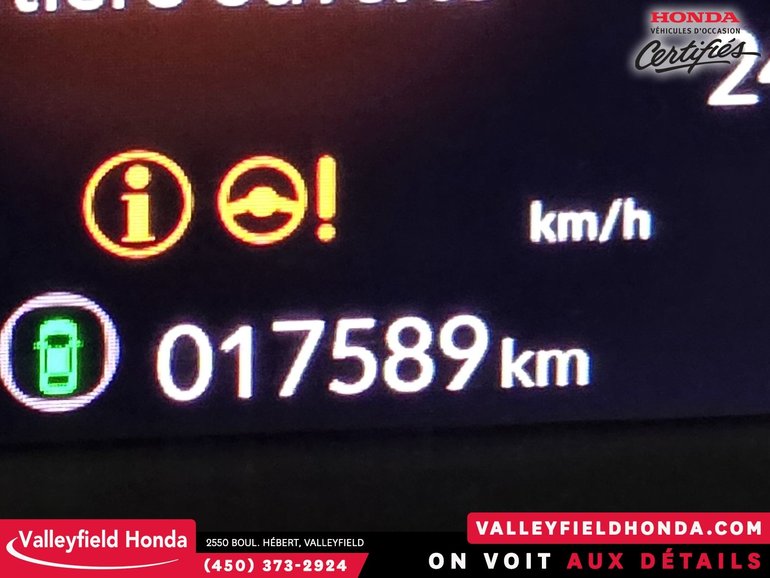 HONDA
VÉHICULES D'OCCASION
Certifiés
24
i !
km/h
017589 km
Valleyfield Honda
2550 BOUL. HÉBERT, VALLEYFIELD
(450) 373-2924
VALLEYFIELDHONDA.COM
ON VOIT AUX DÉTAILS